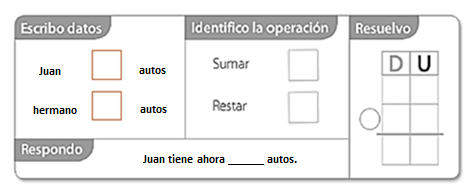 Escribo datos
Juan autos
hermano autos
Identifico la operación
Sumar
Restar
Resuelvo
D U
Respondo
Juan tiene ahora ______ autos.